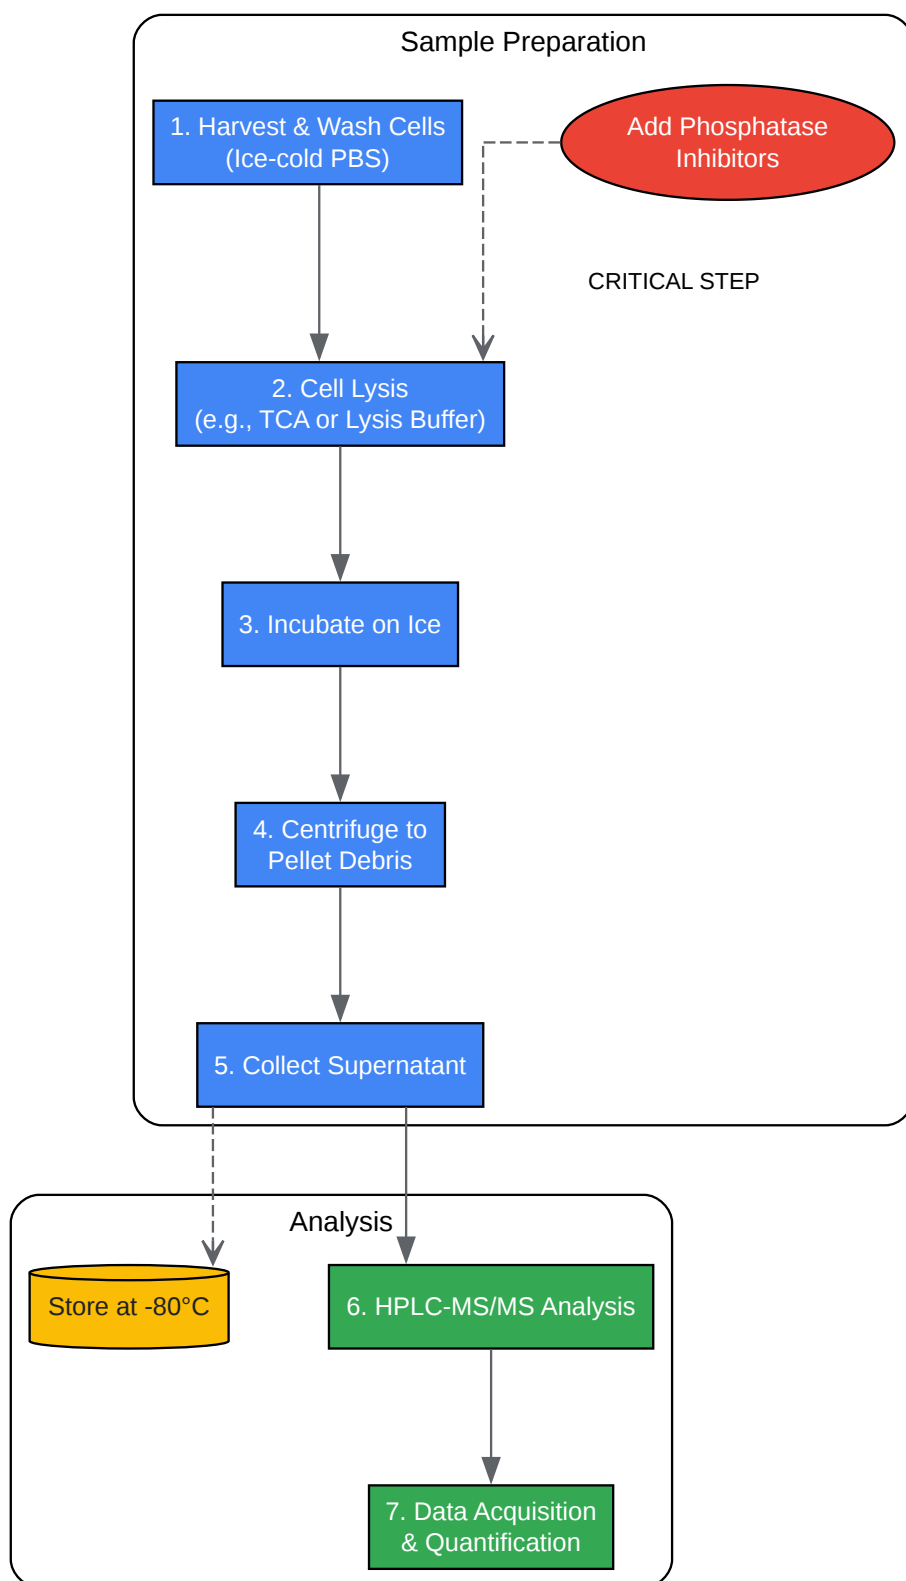 Sample Preparation
1. Harvest & Wash Cells
(Ice-cold PBS)
Add Phosphatase
Inhibitors
CRITICAL STEP
2. Cell Lysis
(e.g., TCA or Lysis Buffer)
3. Incubate on Ice
4. Centrifuge to
Pellet Debris
5. Collect Supernatant
Analysis
Store at -80°C
6. HPLC-MS/MS Analysis
7. Data Acquisition
& Quantification